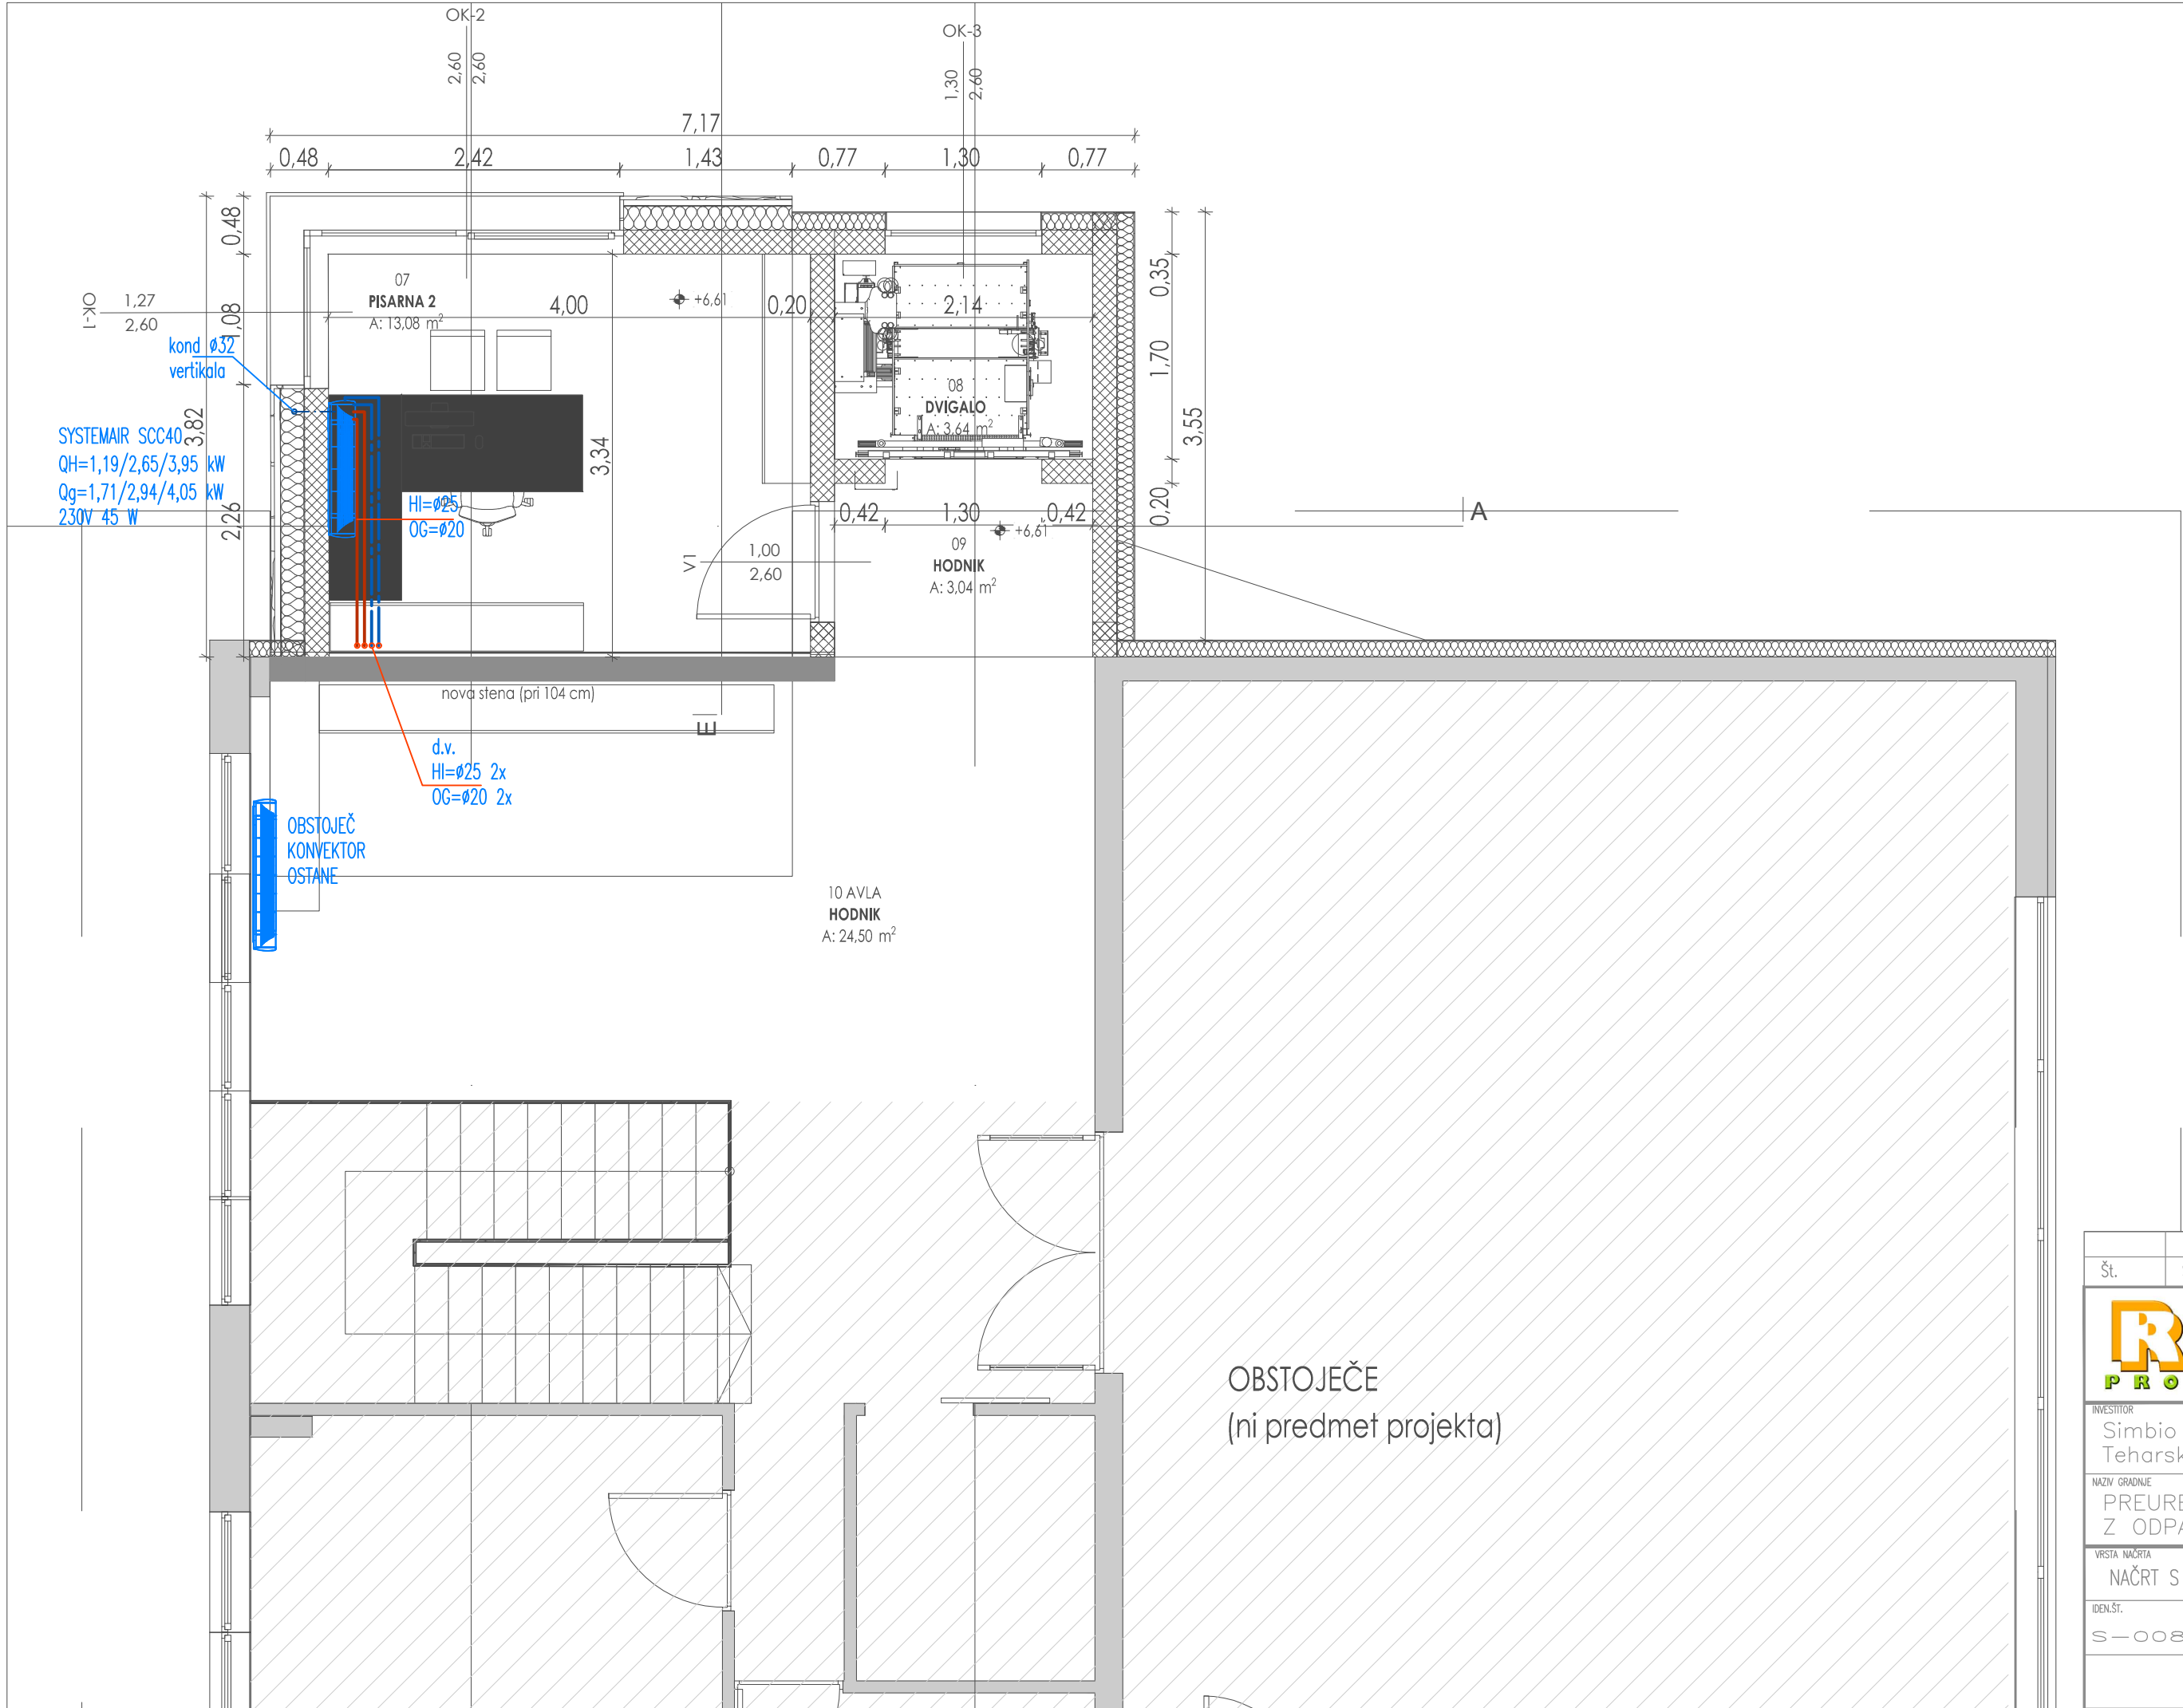 OK-2
2,60
2,60
OK-3
1,30
2,60
7,17
0,48
2,42
1,43
0,77
1,30
0,77
0,48
1,08
3,82
2,26
OK-1
1,27
2,60
07
PISARNA 2
A: 13,08 m²
4,00
+6,61
0,20
2,14
0,35
1,70
3,55
0,20
kond ø32
vertikala
SYSTEMAIR SCC40
QH=1,19/2,65/3,95 kW
Qg=1,71/2,94/4,05 kW
230V 45 W
HI=ø25
OG=ø20
3,34
08
DVIGALO
A: 3,64 m²
0,42
1,30
0,42
+6,61
A
V1
1,00
2,60
09
HODNIK
A: 3,04 m²
nova stena (pri 104 cm)
E
d.v.
HI=ø25 2x
OG=ø20 2x
OBSTOJEČ
KONVEKTOR
OSTANE
10 AVLA
HODNIK
A: 24,50 m²
OBSTOJEČE
(ni predmet projekta)
Št.
R
PRO
INVESTITOR
Simbio
Teharsk
NAZIV GRADNJE
PREURE
Z ODPA
VRSTA NAČRTA
NAČRT S
IDEN.ŠT.
S-008